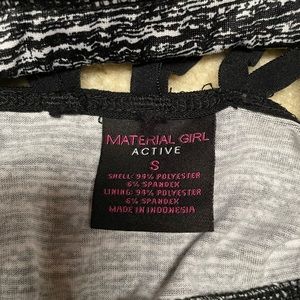 MATERIAL GIRL
ACTIVE
S
SHELL: 94% POLYESTER
6% SPANDEX
LINING: 94% POLYESTER
6% SPANDEX
MADE IN INDONESIA